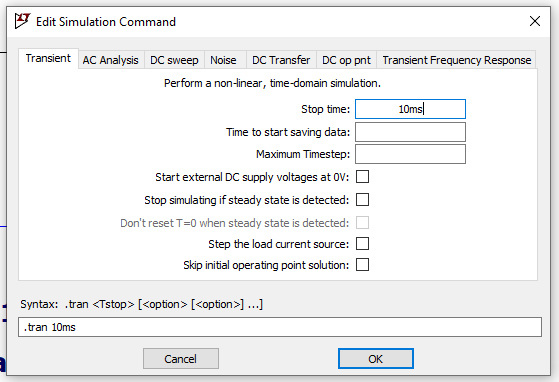 Edit Simulation Command
Transient AC Analysis DC sweep Noise DC Transfer DC op pnt Transient Frequency Response
Perform a non-linear, time-domain simulation.
Stop time: 10ms
Time to start saving data:
Maximum Timestep:
Start external DC supply voltages at 0V:
Stop simulating if steady state is detected:
Don't reset T=0 when steady state is detected:
Step the load current source:
Skip initial operating point solution:
Syntax: .tran <Tstop> [<option> [<option>] ...]
.tran 10ms
Cancel OK